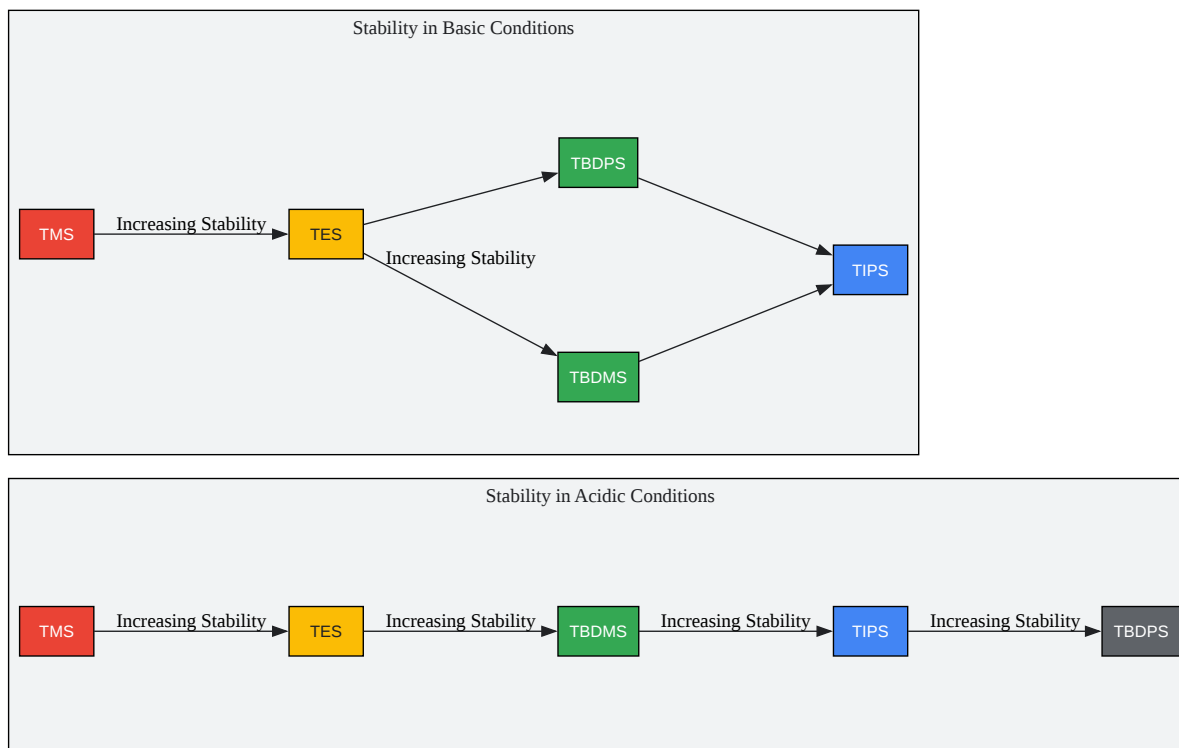 Stability in Basic Conditions
TBDPS
TMS
Increasing Stability
TES
Increasing Stability
TIPS
TBDMS
Stability in Acidic Conditions
TMS
Increasing Stability
TES
Increasing Stability
TBDMS
Increasing Stability
TIPS
Increasing Stability
TBDPS